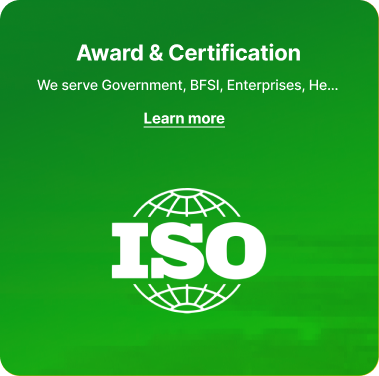 Award & Certification
We serve Government, BFSI, Enterprises, He...
Learn more
ISO